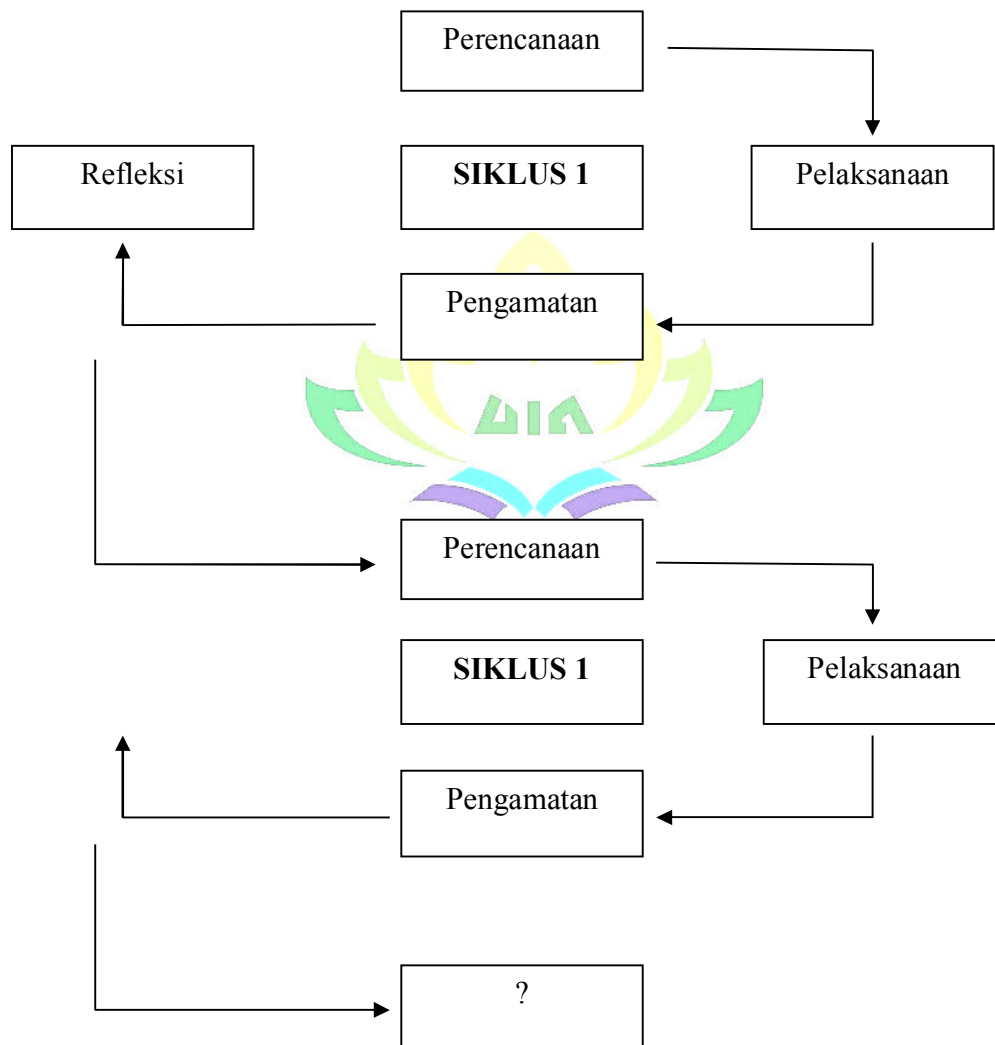 Perencanaan
Refleksi
SIKLUS 1
Pelaksanaan
Pengamatan
Perencanaan
SIKLUS 1
Pelaksanaan
Pengamatan
?